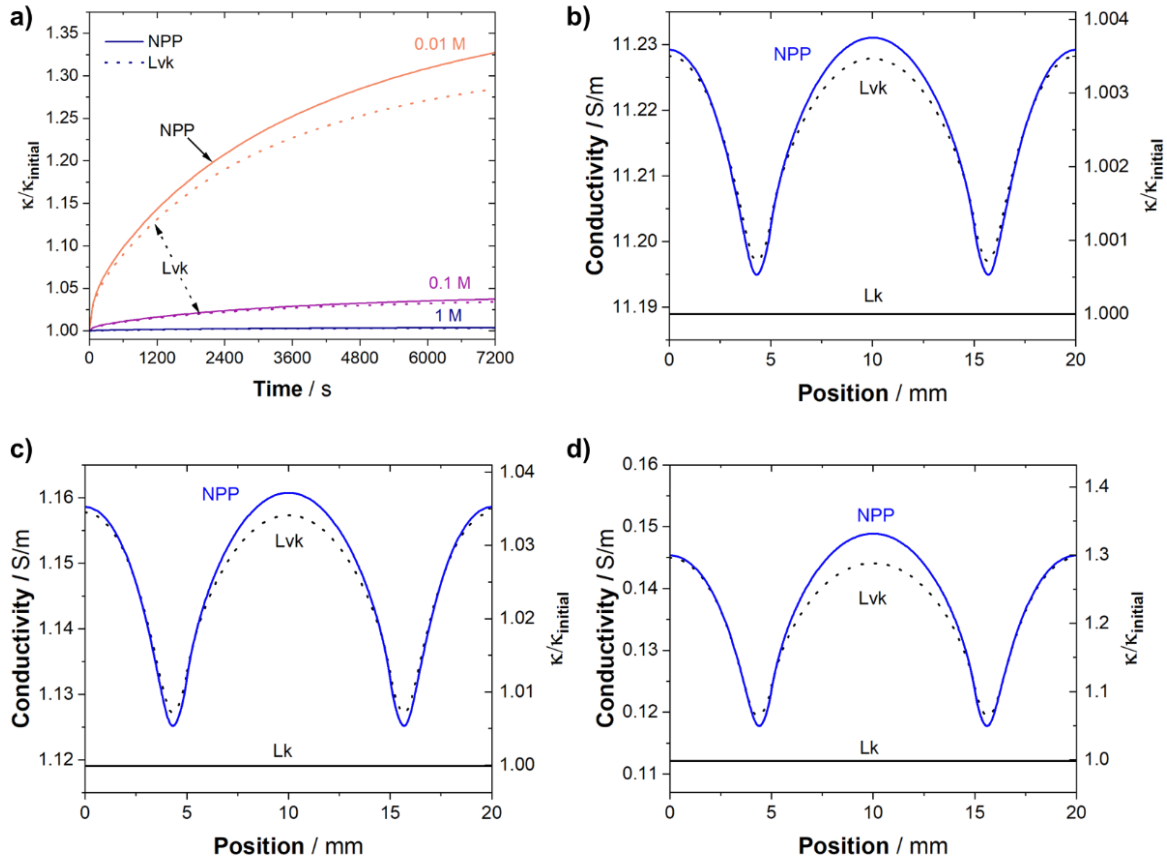 a)
κ/κinitial
1.35
1.30
1.25
1.20
1.15
1.10
1.05
1.00
NPP
Lvk
0.01 M
NPP
Lvk
0.1 M
1 M
0 1200 2400 3600 4800 6000 7200
Time / s
b)
Conductivity / S/m
11.23
11.22
11.21
11.20
11.19
NPP
Lvk
Lk
1.004
1.003
1.002
1.001
1.000
κ/κinitial
0 5 10 15 20
Position / mm
c)
Conductivity / S/m
1.16
1.15
1.14
1.13
1.12
NPP
Lvk
Lk
1.04
1.03
1.02
1.01
1.00
κ/κinitial
0 5 10 15 20
Position / mm
d)
Conductivity / S/m
0.16
0.15
0.14
0.13
0.12
0.11
NPP
Lvk
Lk
1.4
1.3
1.2
1.1
1.0
κ/κinitial
0 5 10 15 20
Position / mm